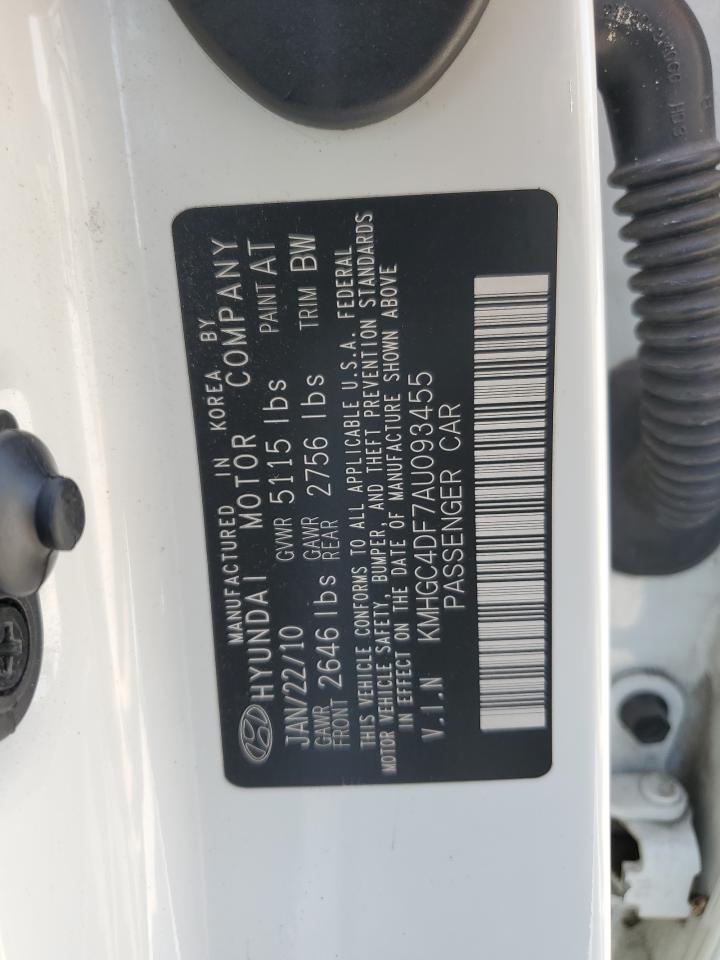 MANUFACTURED IN KOREA BY
HYUNDAI MOTOR COMPANY
JAN/22/10 GVWR 5115 lbs PAINT AT
GAWR FRONT 2646 lbs GAWR REAR 2756 lbs TRIM BW
THIS VEHICLE CONFORMS TO ALL APPLICABLE U.S.A. FEDERAL
MOTOR VEHICLE SAFETY, BUMPER, AND THEFT PREVENTION STANDARDS
IN EFFECT ON THE DATE OF MANUFACTURE SHOWN ABOVE
V.I.N KMHGC4DF7AU093455
PASSENGER CAR